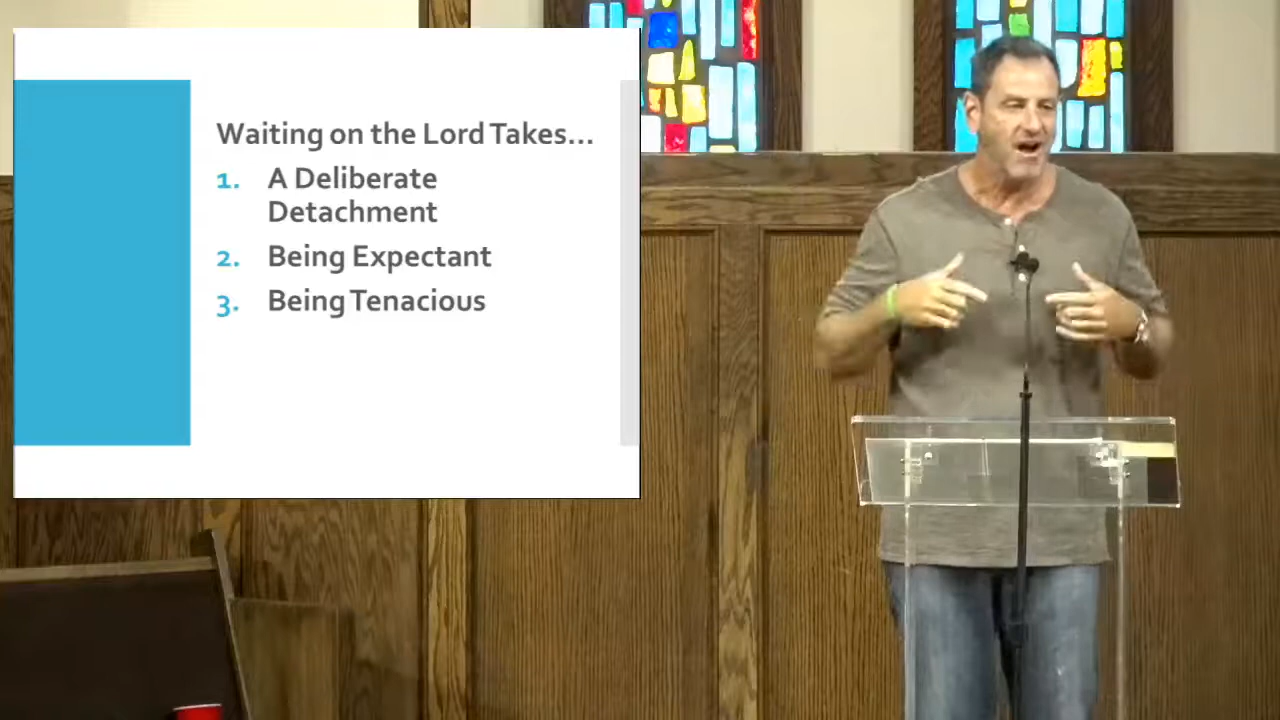 Waiting on the Lord Takes...
1. A Deliberate
Detachment
2. Being Expectant
3. Being Tenacious